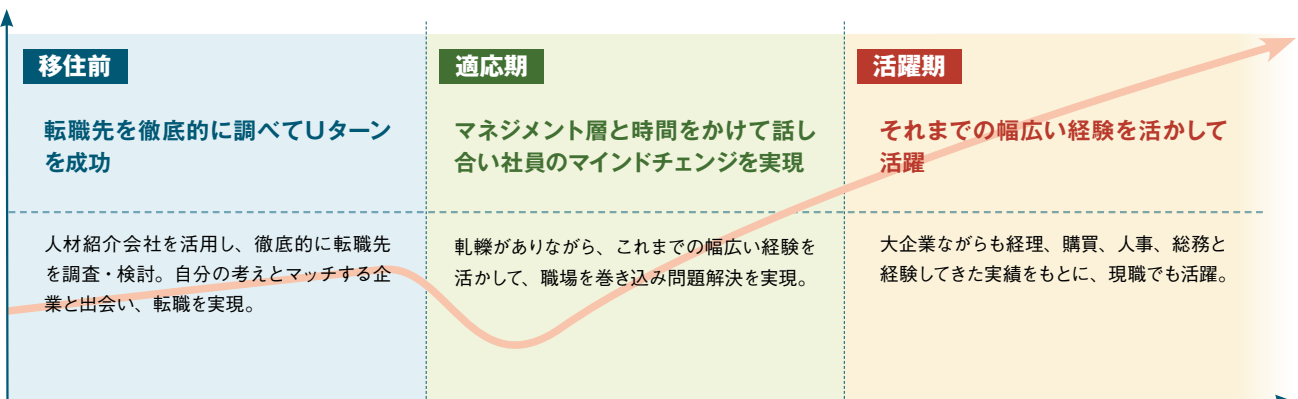 移住前
転職先を徹底的に調べてUターン
を成功
人材紹介会社を活用し、徹底的に転職先
を調査・検討。自分の考えとマッチする企
業と出会い、転職を実現。
適応期
マネジメント層と時間をかけて話し
合い社員のマインドチェンジを実現
軋轢がありながら、これまでの幅広い経験を
活かして、職場を巻き込み問題解決を実現。
活躍期
それまでの幅広い経験を活かして
活躍
大企業ながらも経理、購買、人事、総務と
経験してきた実績をもとに、現職でも活躍。